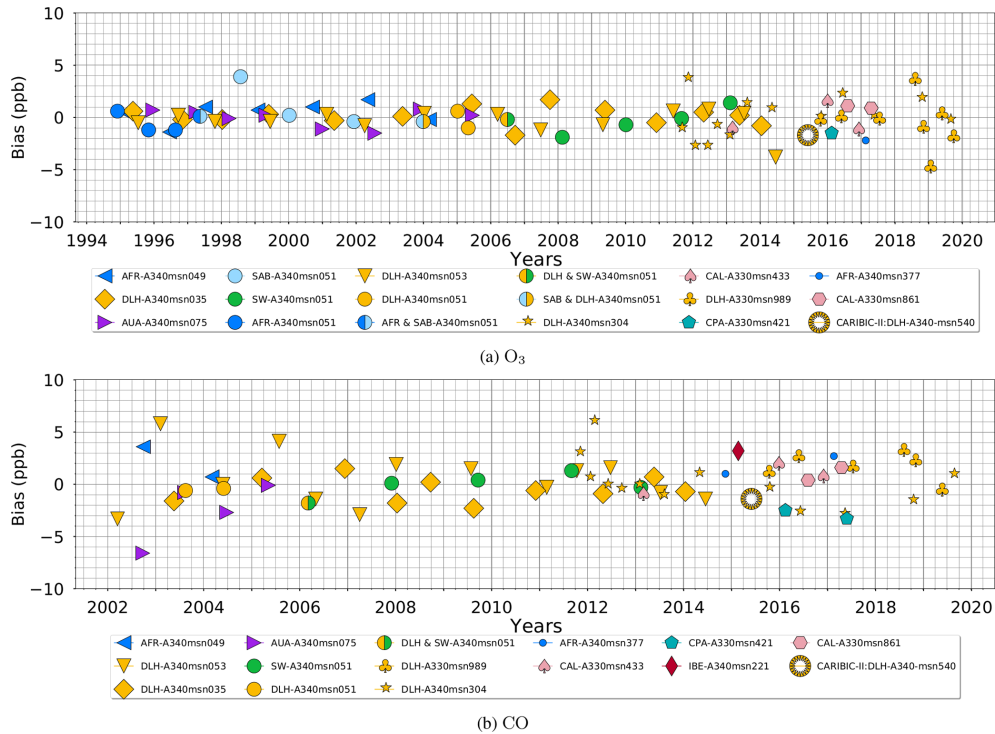 10
5
0
−5
−10
Bias (ppb)
1994 1996 1998 2000 2002 2004 2006 2008 2010 2012 2014 2016 2018 2020
Years
AFR-A340msn049 SAB-A340msn051 DLH-A340msn053 DLH & SW-A340msn051 CAL-A330msn433 AFR-A340msn377
DLH-A340msn035 SW-A340msn051 DLH-A340msn051 SAB & DLH-A340msn051 DLH-A330msn989 CAL-A330msn861
AUA-A340msn075 AFR-A340msn051 AFR & SAB-A340msn051 DLH-A340msn304 CPA-A330msn421 CARIBIC-II:DLH-A340-msn540
(a) O₃
10
5
0
−5
−10
Bias (ppb)
2002 2004 2006 2008 2010 2012 2014 2016 2018 2020
Years
AFR-A340msn049 AUA-A340msn075 DLH & SW-A340msn051 AFR-A340msn377 CPA-A330msn421 CAL-A330msn861
DLH-A340msn053 SW-A340msn051 DLH-A330msn989 CAL-A330msn433 IBE-A340msn221 CARIBIC-II:DLH-A340-msn540
DLH-A340msn035 DLH-A340msn051 DLH-A340msn304
(b) CO